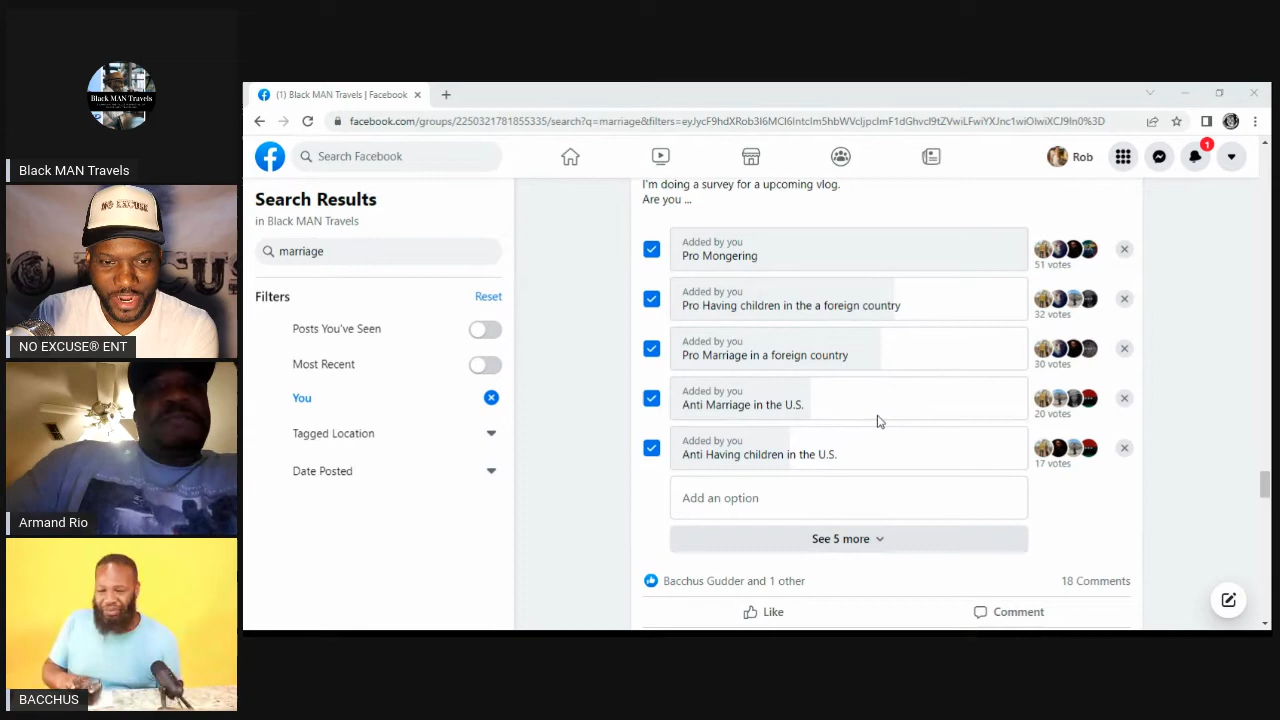 Black MAN Travels
Black MAN Travels
NO EXCUSE
NO EXCUSE® ENT
Armand Rio
BACCHUS
(1) Black MAN Travels | Facebook
facebook.com/groups/2250321781855335/search?q=marriage&filters=eyJycF9hdXRob3I6MCI6IntcIm5hbWVcIjpcImF1dGhvcl9tZVwiLFwiYXJnc1wiOlwiXCJ9In0%3D
Search Facebook
Rob
1
Search Results
in Black MAN Travels
marriage
Filters
Reset
Posts You've Seen
Most Recent
You
Tagged Location
Date Posted
I'm doing a survey for a upcoming vlog.
Are you ...
Added by you
Pro Mongering
51 votes
Added by you
Pro Having children in the a foreign country
32 votes
Added by you
Pro Marriage in a foreign country
30 votes
Added by you
Anti Marriage in the U.S.
20 votes
Added by you
Anti Having children in the U.S.
17 votes
Add an option
See 5 more
Bacchus Gudder and 1 other
18 Comments
Like
Comment